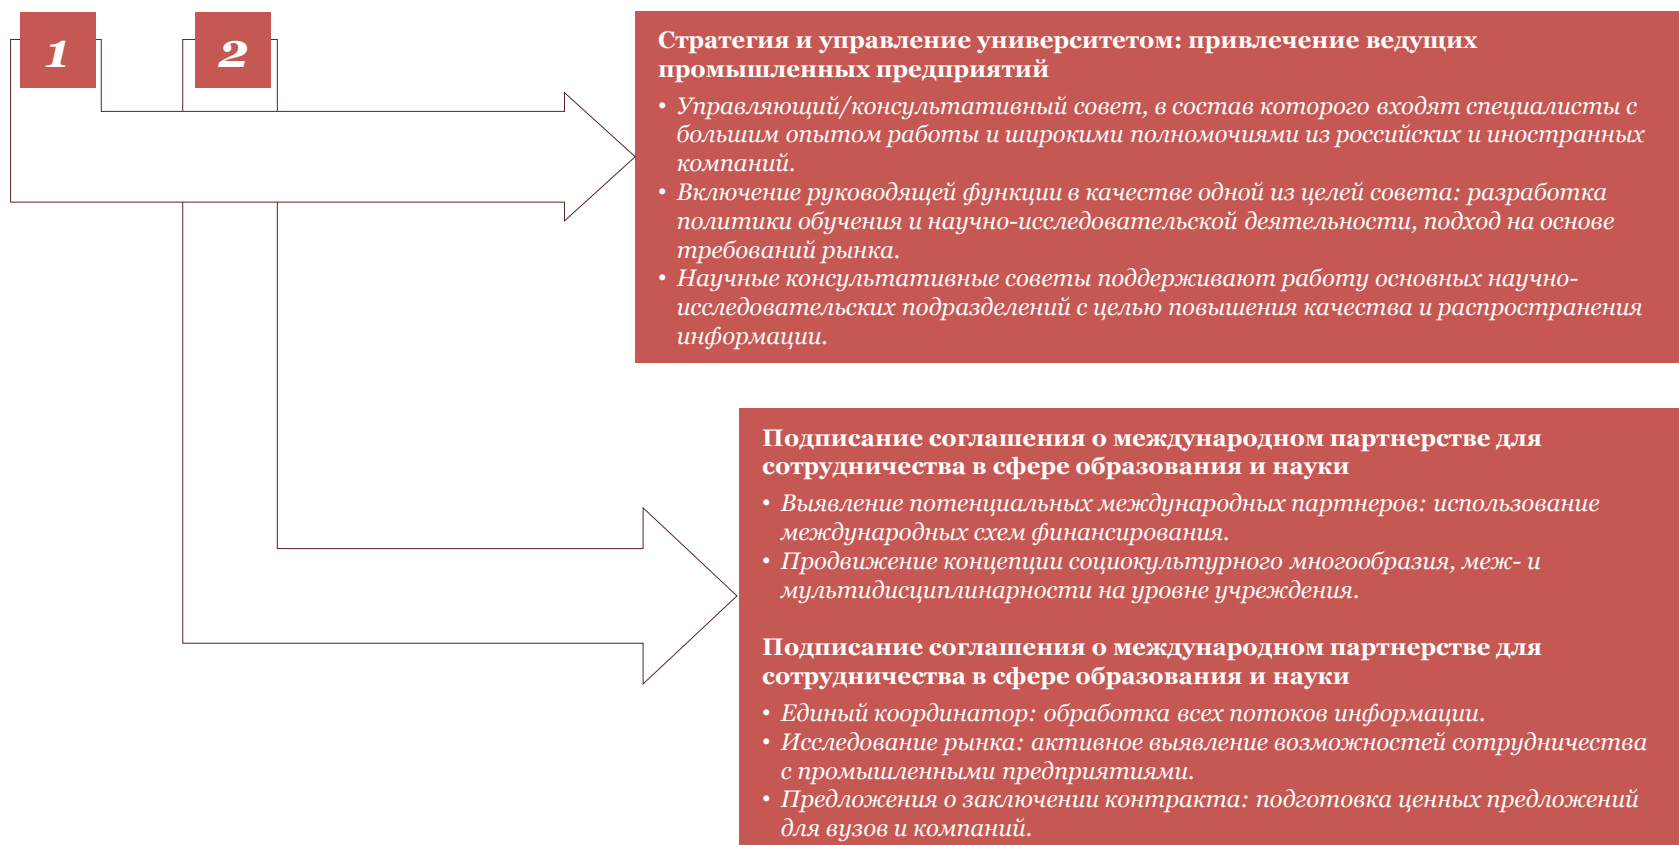 1
2
Стратегия и управление университетом: привлечение ведущих
промышленных предприятий
• Управляющий/консультативный совет, в состав которого входят специалисты с
большим опытом работы и широкими полномочиями из российских и иностранных
компаний.
• Включение руководящей функции в качестве одной из целей совета: разработка
политики обучения и научно-исследовательской деятельности, подход на основе
требований рынка.
• Научные консультативные советы поддерживают работу основных научно-
исследовательских подразделений с целью повышения качества и распространения
информации.
Подписание соглашения о международном партнерстве для
сотрудничества в сфере образования и науки
• Выявление потенциальных международных партнеров: использование
международных схем финансирования.
• Продвижение концепции социокультурного многообразия, меж- и
мультидисциплинарности на уровне учреждения.
Подписание соглашения о международном партнерстве для
сотрудничества в сфере образования и науки
• Единый координатор: обработка всех потоков информации.
• Исследование рынка: активное выявление возможностей сотрудничества
с промышленными предприятиями.
• Предложения о заключении контракта: подготовка ценных предложений
для вузов и компаний.